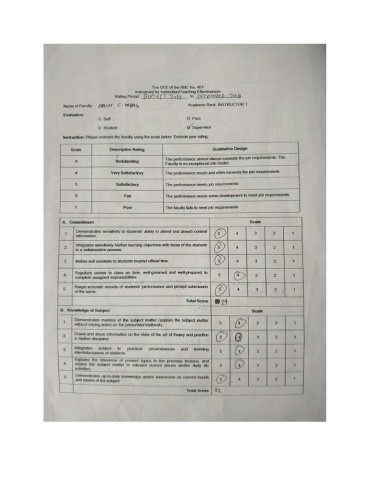 The QCE of the NBC No. 461
Instrument for Instruction/Teaching Effectiveness
Rating Period: AUGUST 2018 to DECEMBER 2018
Name of Faculty: C. Academic Rank: INSTRUCTOR 1
Evaluation:
Self Peer
Student Supervisor
Instruction: Please evaluate the faculty using the scale below. Encircle your rating.
Scale Descriptive Rating Qualitative Design
5 Outstanding The performance almost always exceeds the job requirements. The
Faculty is an exceptional role model
4 Very Satisfactory The performance meets and often exceeds the job requirements
3 Satisfactory The performance meets job requirements
2 Fair The performance needs some development to meet job requirements
1 Poor The faculty fails to meet job requirements
A. Commitment Scale
1. Demonstrates sensitivity to students' ability to attend and absorb content 5 4 3 2 1
information.
2. Integrates sensitively his/her learning objectives with those of the students 5 4 3 2 1
in a collaborative process.
3. Makes self available to students beyond official time. 5 4 3 2 1
4. Regularly comes to class on time, well-groomed and well-prepared to 5 4 3 2 1
complete assigned responsibilities.
5. Keeps accurate records of students' performance and prompt submission 5 4 3 2 1
of the same.
Total Score 24
B. Knowledge of Subject Scale
1. Demonstrates mastery of the subject matter (explain the subject matter 5 4 3 2 1
without relying solely on the prescribed textbook)
2. Draws and share information on the state of the art of theory and practice 5 4 3 2 1
in his/her discipline
3. Integrates subject to practical circumstances and learning 5 4 3 2 1
intents/purposes of students
4. Explains the relevance of present topics to the previous lessons, and 5 4 3 2 1
relates the subject matter to relevant current issues and/or daily life
activities
5. Demonstrates up-to-date knowledge and/or awareness on current trends 5 4 3 2 1
and issues of the subject
Total Score